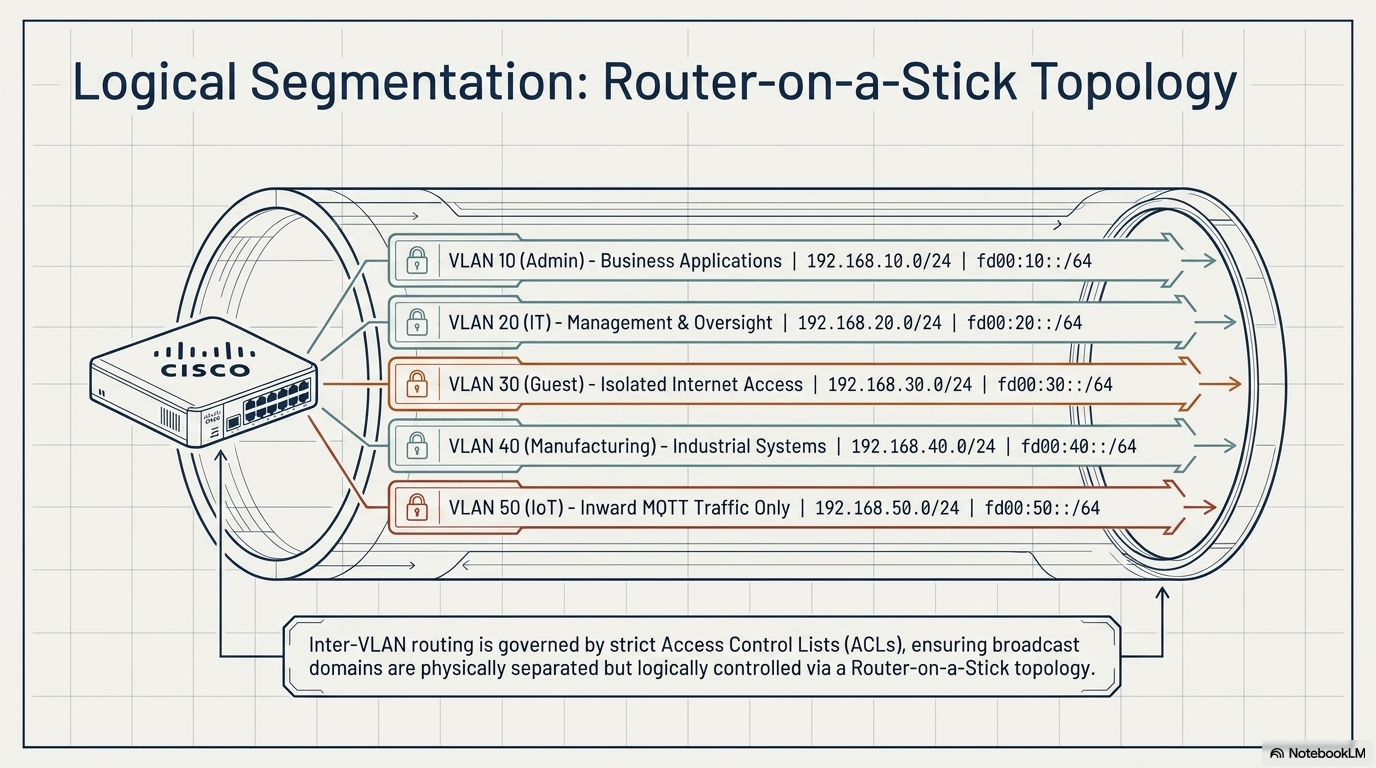 Logical Segmentation: Router-on-a-Stick Topology
CISCO
VLAN 10 (Admin) - Business Applications | 192.168.10.0/24 | fd00:10::/64
VLAN 20 (IT) - Management & Oversight | 192.168.20.0/24 | fd00:20::/64
VLAN 30 (Guest) - Isolated Internet Access | 192.168.30.0/24 | fd00:30::/64
VLAN 40 (Manufacturing) - Industrial Systems | 192.168.40.0/24 | fd00:40::/64
VLAN 50 (IoT) - Inward MQTT Traffic Only | 192.168.50.0/24 | fd00:50::/64
Inter-VLAN routing is governed by strict Access Control Lists (ACLs), ensuring broadcast
domains are physically separated but logically controlled via a Router-on-a-Stick topology.
NotebookLM